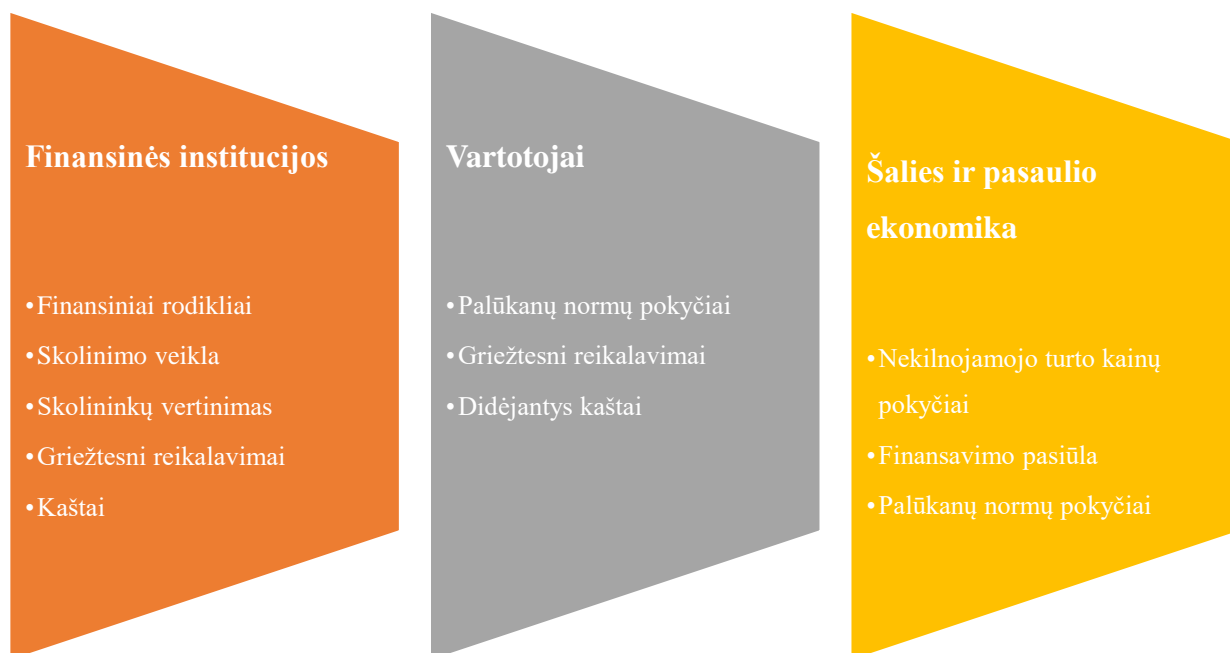 Finansinės institucijos
•Finansiniai rodikliai
•Skolinimo veikla
•Skolininkų vertinimas
•Griežtesni reikalavimai
•Kaštai
Vartotojai
•Palūkanų normų pokyčiai
•Griežtesni reikalavimai
•Didėjantys kaštai
Šalies ir pasaulio
ekonomika
•Nekilnojamojo turto kainų
pokyčiai
•Finansavimo pasiūla
•Palūkanų normų pokyčiai